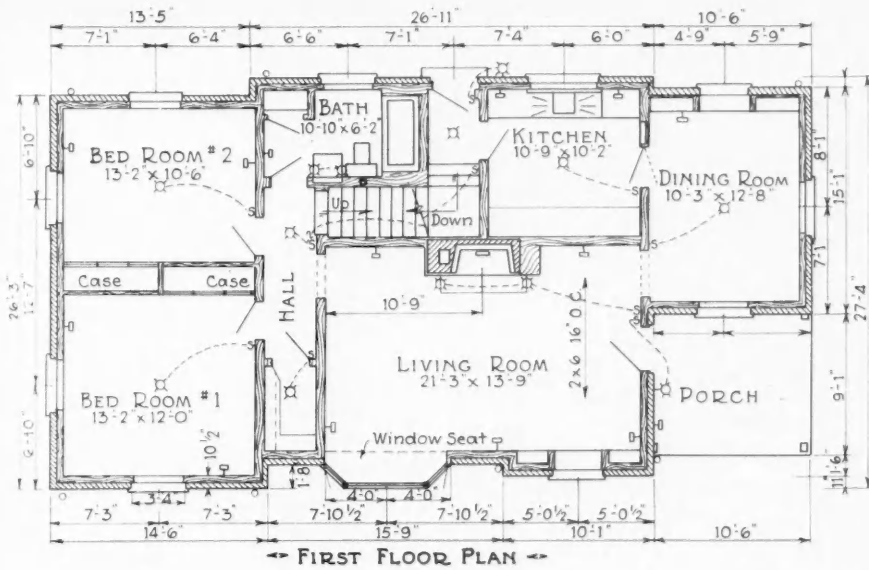 13'-5" 26'-11" 10'-6"
7'-1" 6'-4" 6'-6" 7'-1" 7'-4" 6'-0" 4'-9" 5'-9"
BATH
10'-10" x 6'-2"
KITCHEN
10'-9" x 10'-2"
BED ROOM #2
13'-2" x 10'-6"
DINING ROOM
10'-3" x 12'-8"
6'-10"
8'-1"
15'-1"
Up
Down
S
S
S
S
S
Case Case
HALL
7'-1
26'-3"
12'-7"
27'-4"
10'-9"
2x6 16" O.C.
S
S
S
S
LIVING ROOM
21'-3" x 13'-9"
PORCH
9'-1"
BED ROOM #1
13'-2" x 12'-0"
6'-10"
10 1/2"
Window Seat
1'-8"
3'-4"
4'-0" 4'-0"
7'-3" 7'-3" 7'-10 1/2" 7'-10 1/2" 5'-0 1/2" 5'-0 1/2"
14'-6" 15'-9" 10'-1" 10'-6"
FIRST FLOOR PLAN